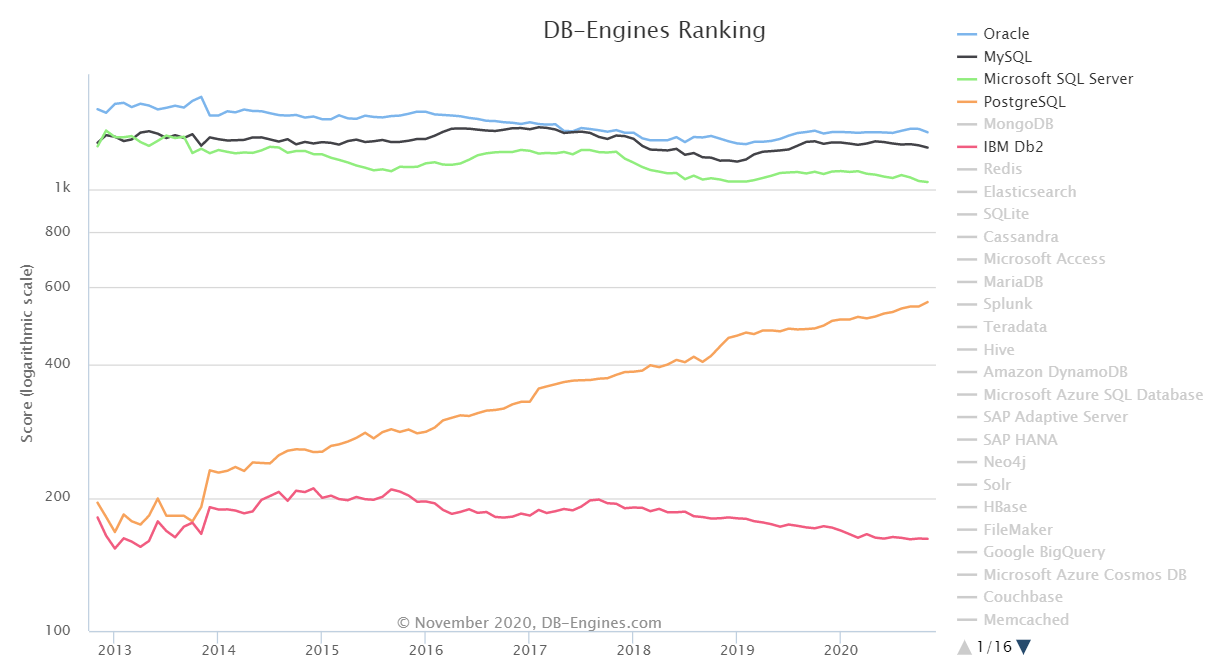 DB-Engines Ranking
Score (logarithmic scale)
1k
800
600
400
200
100
2013 2014 2015 2016 2017 2018 2019 2020
© November 2020, DB-Engines.com
Oracle
MySQL
Microsoft SQL Server
PostgreSQL
MongoDB
IBM Db2
Redis
Elasticsearch
SQLite
Cassandra
Microsoft Access
MariaDB
Splunk
Teradata
Hive
Amazon DynamoDB
Microsoft Azure SQL Database
SAP Adaptive Server
SAP HANA
Neo4j
Solr
HBase
FileMaker
Google BigQuery
Microsoft Azure Cosmos DB
Couchbase
Memcached
1/16